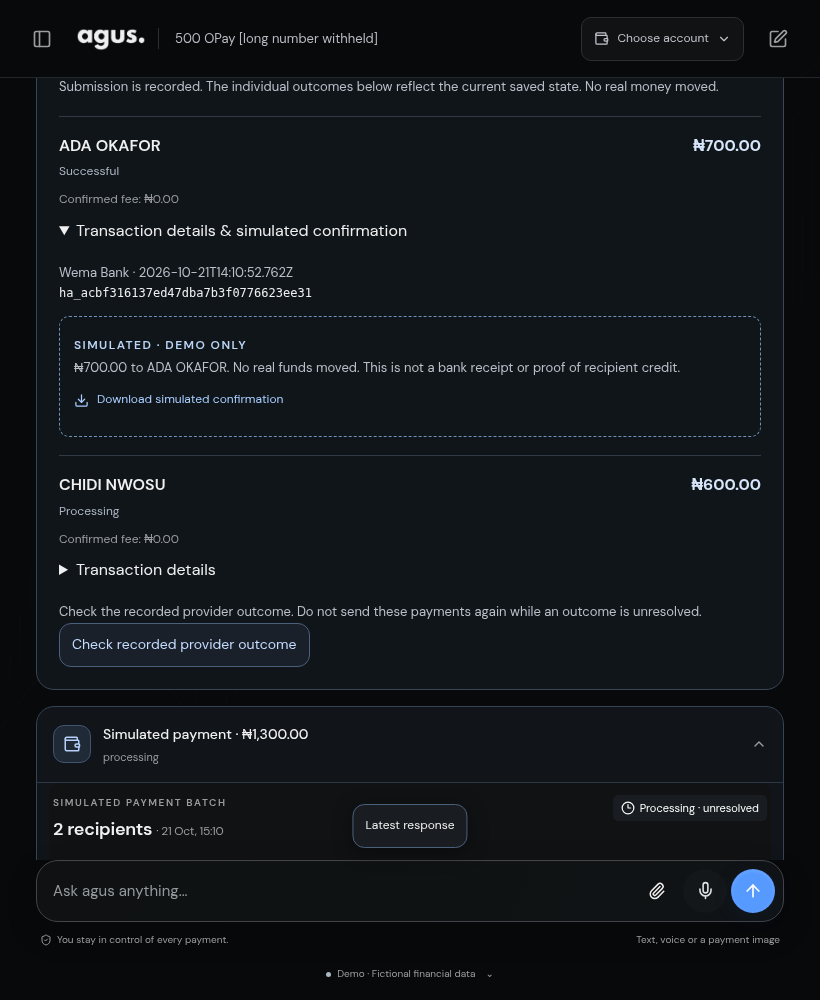 agus.
500 OPay [long number withheld]
Choose account
Submission is recorded. The individual outcomes below reflect the current saved state. No real money moved.
ADA OKAFOR
₦700.00
Successful
Confirmed fee: ₦0.00
Transaction details & simulated confirmation
Wema Bank · 2026-10-21T14:10:52.762Z
ha_acbf316137ed47dba7b3f0776623ee31
SIMULATED · DEMO ONLY
₦700.00 to ADA OKAFOR. No real funds moved. This is not a bank receipt or proof of recipient credit.
Download simulated confirmation
CHIDI NWOSU
₦600.00
Processing
Confirmed fee: ₦0.00
Transaction details
Check the recorded provider outcome. Do not send these payments again while an outcome is unresolved.
Check recorded provider outcome
Simulated payment · ₦1,300.00
processing
SIMULATED PAYMENT BATCH
2 recipients · 21 Oct, 15:10
Processing · unresolved
Latest response
Ask agus anything...
You stay in control of every payment.
Text, voice or a payment image
Demo · Fictional financial data